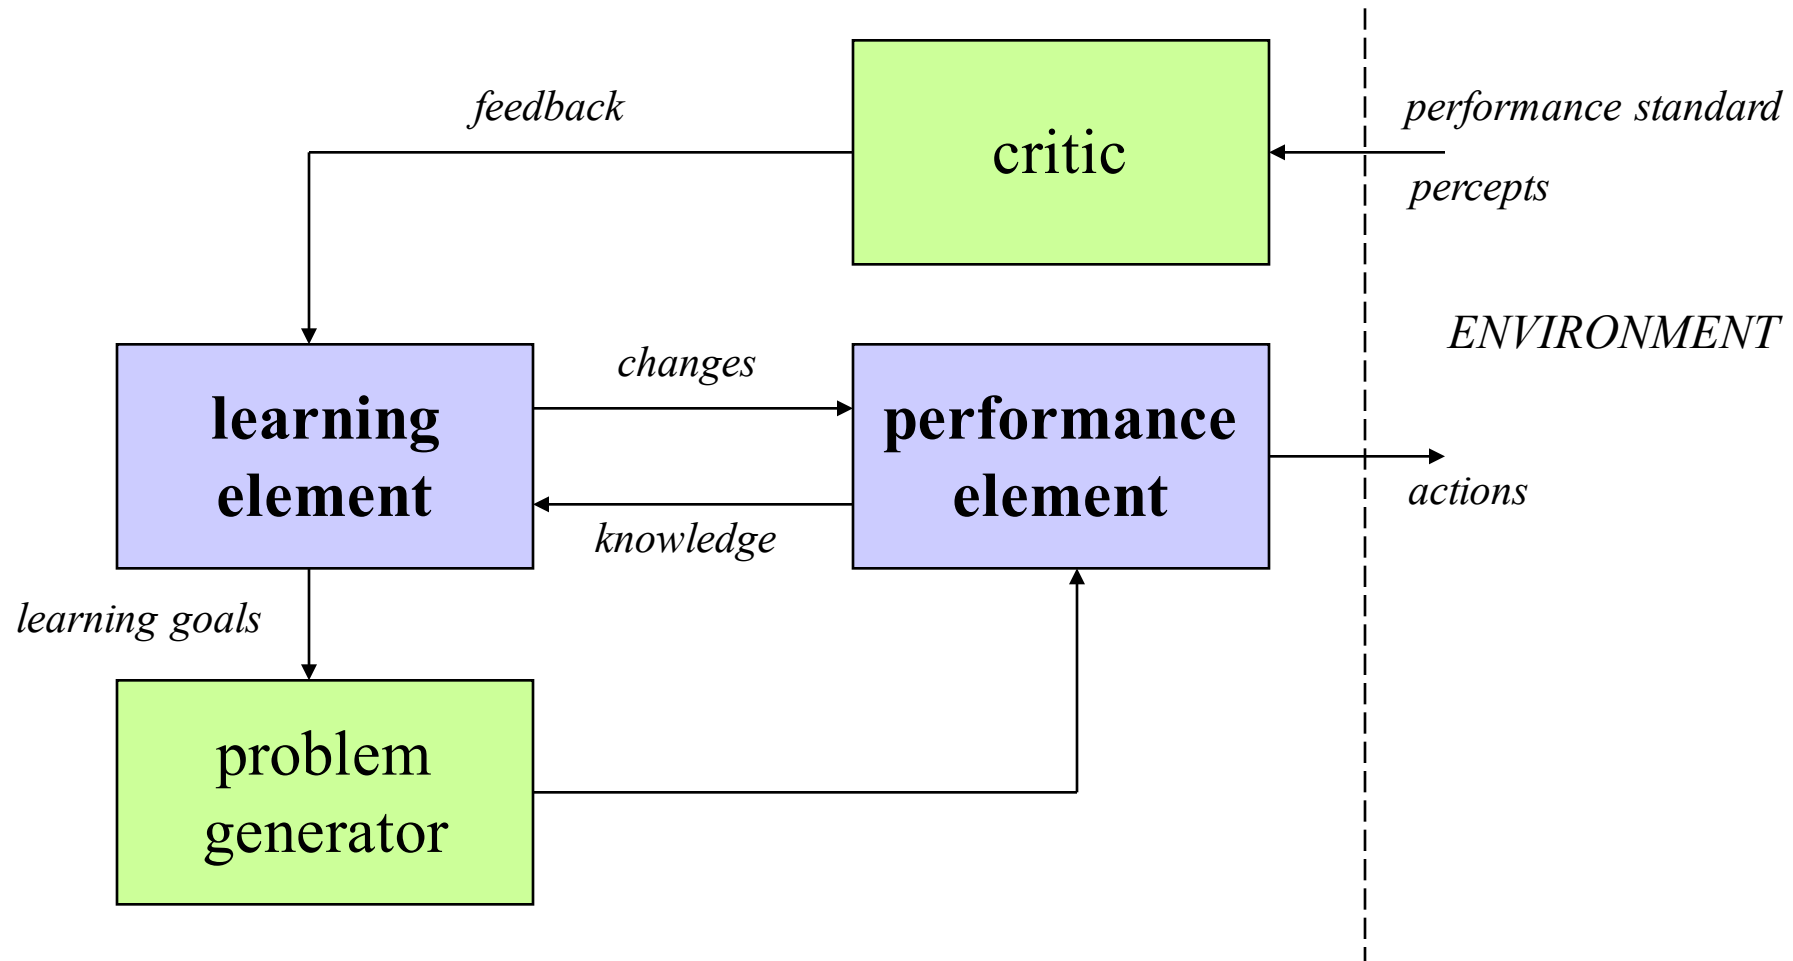 feedback
critic
performance standard
percepts
ENVIRONMENT
learning
element
changes
knowledge
performance
element
actions
learning goals
problem
generator